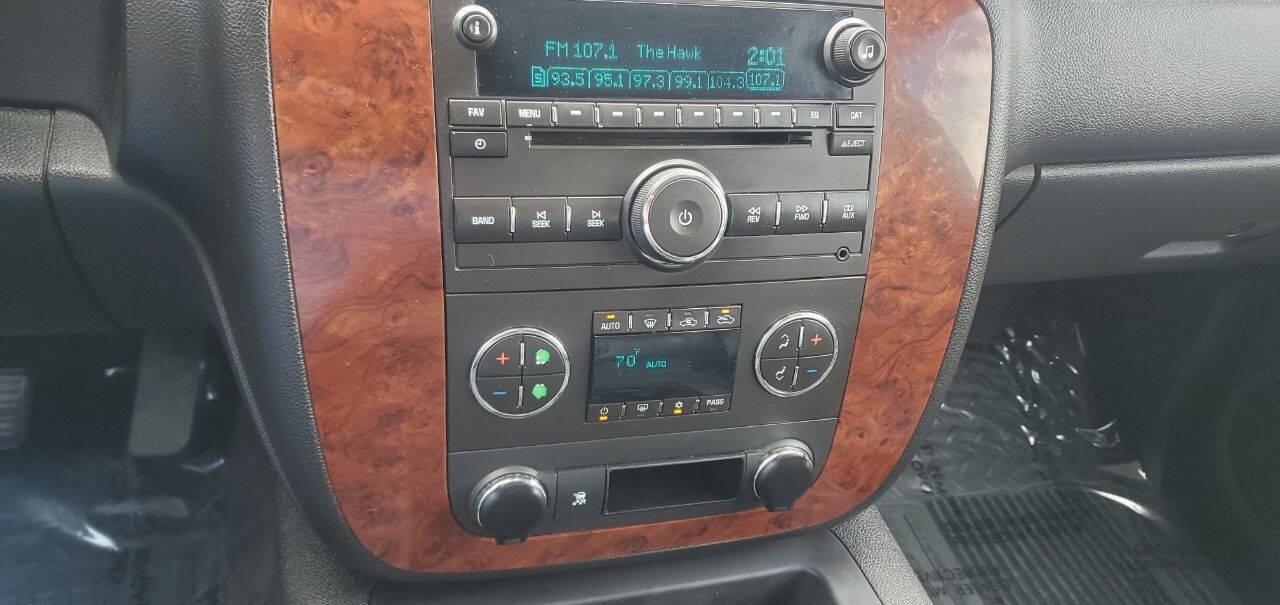 FM 107.1 The Hawk 2:01
S 93.5 95.1 97.3 99.1 104.3 107.1
FAV MENU EQ CAT
EJECT
BAND SEEK SEEK REV FWD CD/
AUX
AUTO
70°F AUTO
PASS